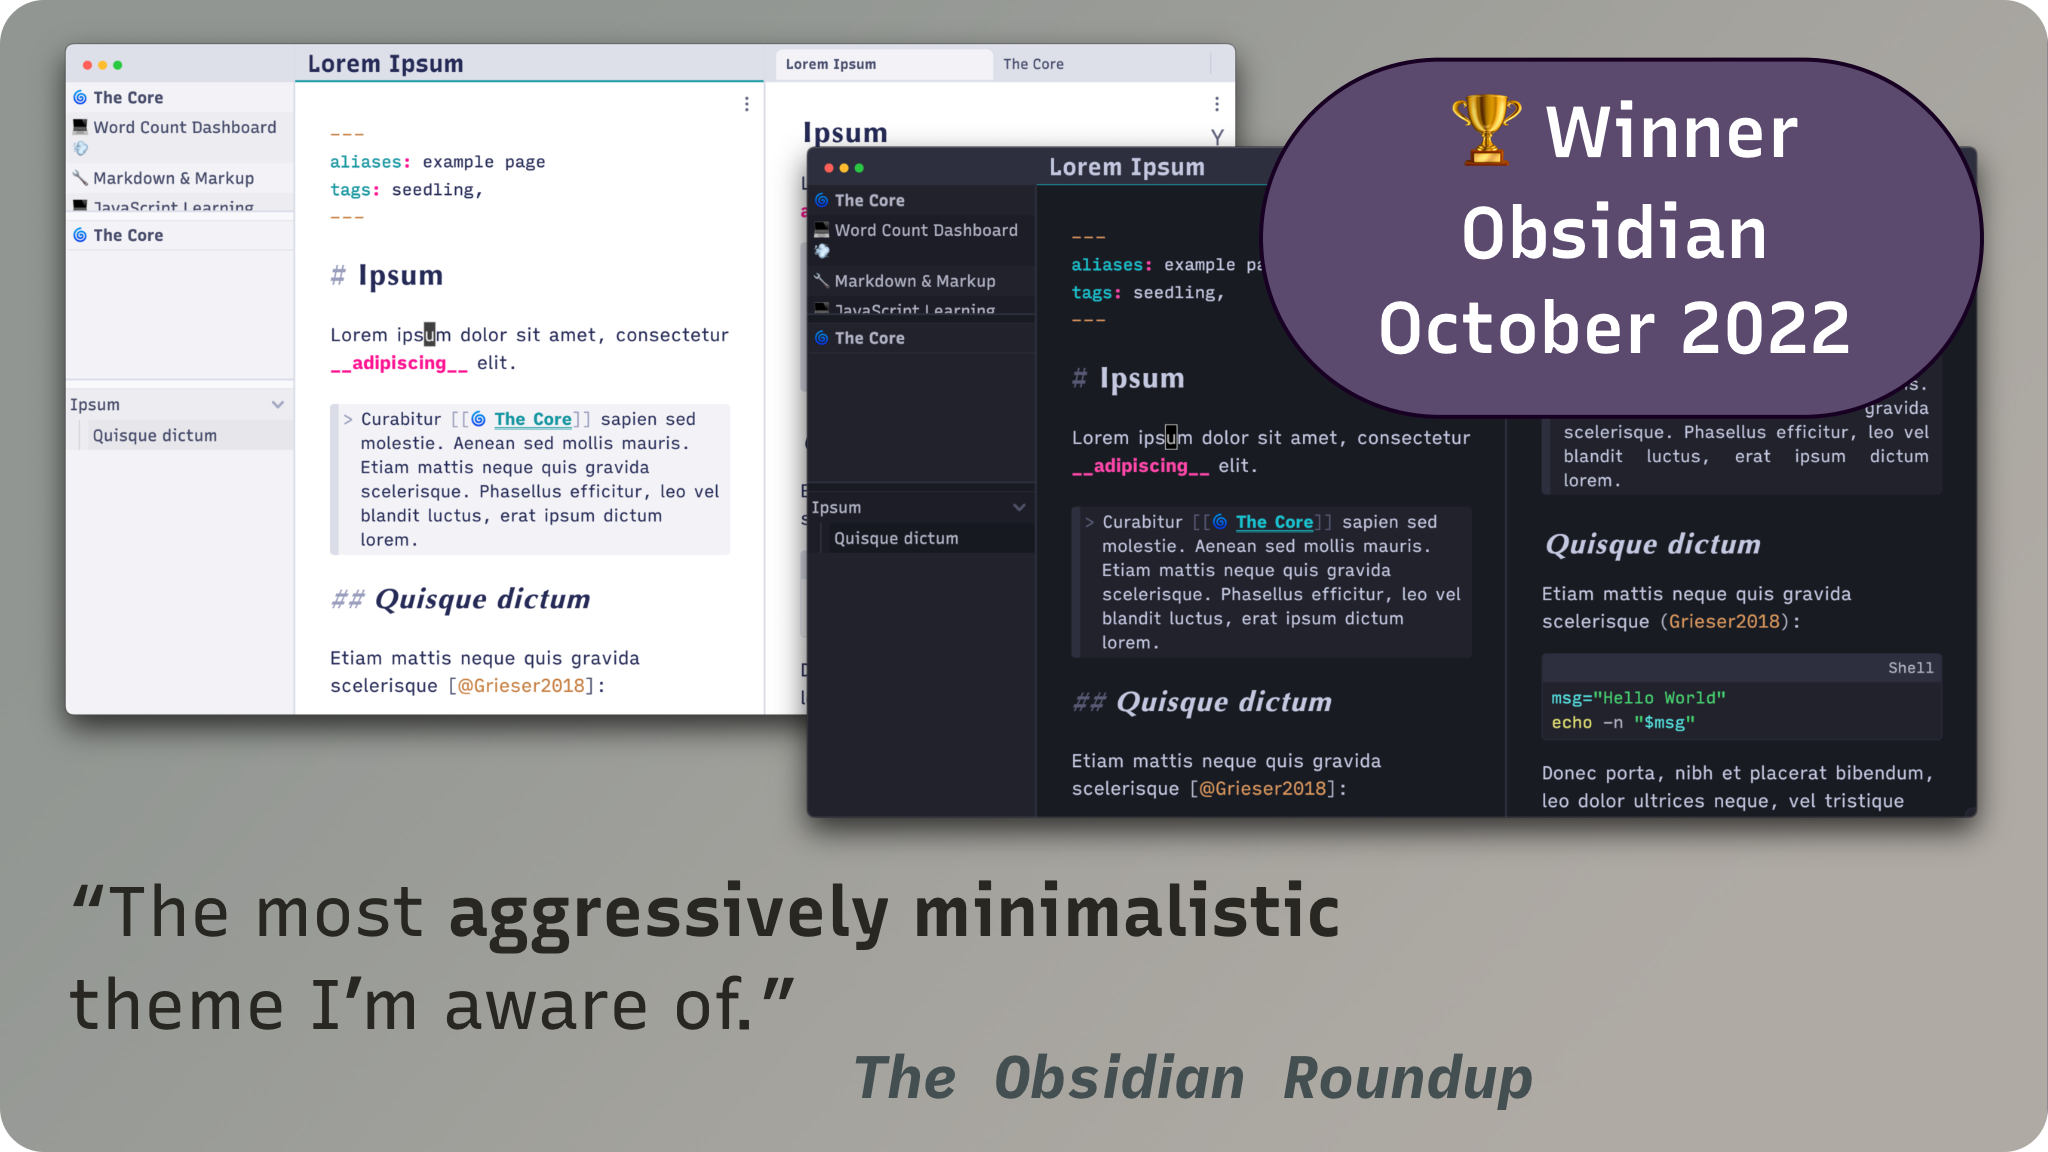 Lorem Ipsum
Lorem Ipsum
The Core
The Core
Word Count Dashboard
Markdown & Markup
JavaScript Learning
The Core
Ipsum
Quisque dictum
---
aliases: example page
tags: seedling,
---
# Ipsum
Lorem ipsum dolor sit amet, consectetur
__adipiscing__ elit.
> Curabitur [[🌀 The Core]] sapien sed
molestie. Aenean sed mollis mauris.
Etiam mattis neque quis gravida
scelerisque. Phasellus efficitur, leo vel
blandit luctus, erat ipsum dictum
lorem.
## Quisque dictum
Etiam mattis neque quis gravida
scelerisque [@Grieser2018]:
Ipsum
Lorem Ipsum
The Core
Word Count Dashboard
Markdown & Markup
JavaScript Learning
The Core
Ipsum
Quisque dictum
---
aliases: example
tags: seedling,
---
# Ipsum
Lorem ipsum dolor sit amet, consectetur
__adipiscing__ elit.
> Curabitur [[🌀 The Core]] sapien sed
molestie. Aenean sed mollis mauris.
Etiam mattis neque quis gravida
scelerisque. Phasellus efficitur, leo vel
blandit luctus, erat ipsum dictum
lorem.
## Quisque dictum
Etiam mattis neque quis gravida
scelerisque [@Grieser2018]:
gravida
scelerisque. Phasellus efficitur, leo vel
blandit luctus, erat ipsum dictum
lorem.
Quisque dictum
Etiam mattis neque quis gravida
scelerisque (Grieser2018):
Shell
msg="Hello World"
echo -n "$msg"
Donec porta, nibh et placerat bibendum,
leo dolor ultrices neque, vel tristique
🏆 Winner
Obsidian
October 2022
“The most aggressively minimalistic
theme I’m aware of.”
The Obsidian Roundup